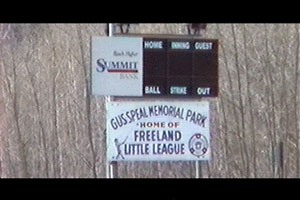 Reach Higher
SUMMIT
BANK
HOME INNING GUEST
BALL STRIKE OUT
GUS SPEAL MEMORIAL PARK
HOME OF
FREELAND
LITTLE LEAGUE